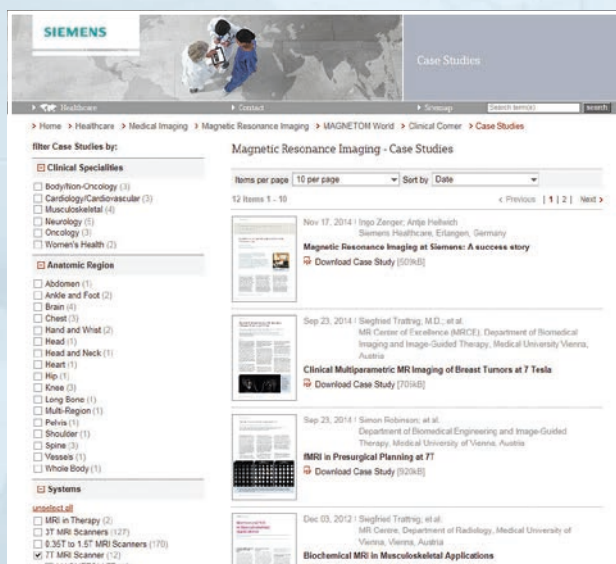 SIEMENS
Case Studies
Healthcare
Contact
Sitemap
Search term(s)
search
Home > Healthcare > Medical Imaging > Magnetic Resonance Imaging > MAGNETOM World > Clinical Corner > Case Studies
filter Case Studies by:
Clinical Specialities
Body/Non-Oncology (3)
Cardiology/Cardiovascular (3)
Musculoskeletal (4)
Neurology (5)
Oncology (3)
Women's Health (2)
Anatomic Region
Abdomen (1)
Ankle and Foot (2)
Brain (4)
Chest (3)
Hand and Wrist (2)
Head (1)
Head and Neck (1)
Heart (1)
Hip (1)
Knee (3)
Long Bone (1)
Multi-Region (1)
Pelvis (1)
Shoulder (1)
Spine (3)
Vessels (1)
Whole Body (1)
Systems
unselect all
MRI in Therapy (2)
3T MRI Scanners (127)
0.35T to 1.5T MRI Scanners (170)
7T MRI Scanner (12)
Magnetic Resonance Imaging - Case Studies
Items per page 10 per page Sort by Date
12 Items 1 - 10 < Previous | 1 | 2 | Next >
Nov 17, 2014 | Ingo Zenger; Antje Hellwich
Siemens Healthcare, Erlangen, Germany
Magnetic Resonance Imaging at Siemens: A success story
Download Case Study [509kB]
Sep 23, 2014 | Siegfried Trattnig, M.D.; et al.
MR Center of Excellence (MRCE), Department of Biomedical
Imaging and Image-Guided Therapy, Medical University Vienna,
Austria
Clinical Multiparametric MR Imaging of Breast Tumors at 7 Tesla
Download Case Study [705kB]
Sep 23, 2014 | Simon Robinson; et al.
Department of Biomedical Engineering and Image-Guided
Therapy, Medical University of Vienna, Austria
fMRI in Presurgical Planning at 7T
Download Case Study [920kB]
Dec 03, 2012 | Siegfried Trattnig, et al.
MR Centre, Department of Radiology, Medical University of
Vienna, Vienna, Austria
Biochemical MRI in Musculoskeletal Applications